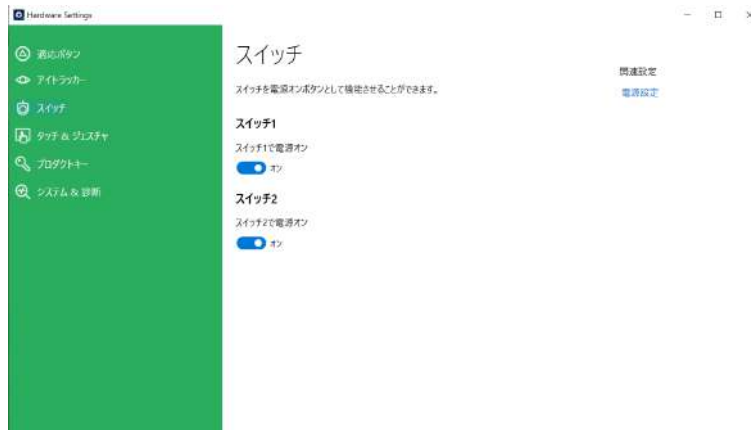 Hardware Settings
適応ボタン
アイトラッカー
スイッチ
タッチ & ジェスチャ
プロダクトキー
システム & 診断
スイッチ
スイッチを電源オンボタンとして機能させることができます。
スイッチ1
スイッチ1で電源オン
オン
スイッチ2
スイッチ2で電源オン
オン
関連設定
電源設定